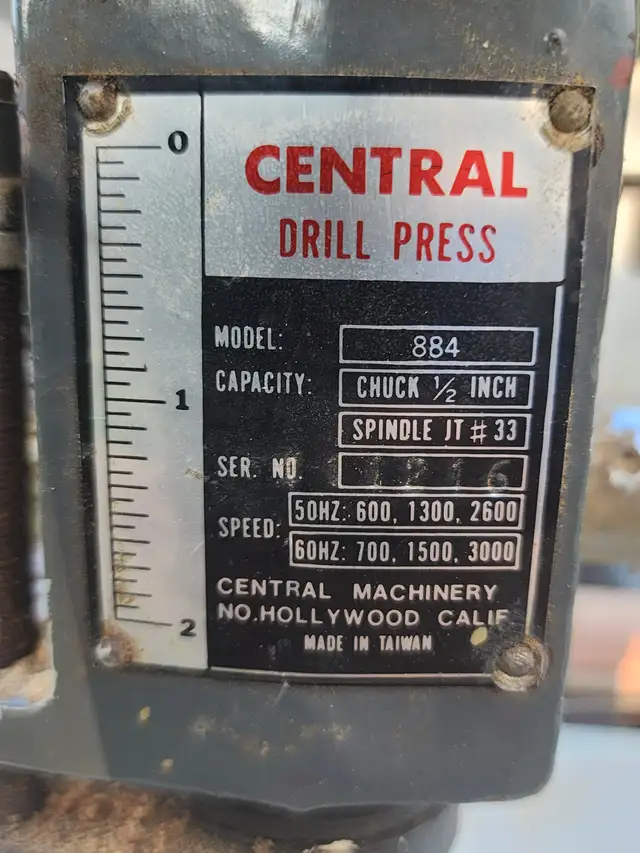 0
1
2
CENTRAL
DRILL PRESS
MODEL: 884
CAPACITY: CHUCK ½ INCH
SPINDLE JT # 33
SER. NO. 11216
SPEED: 50HZ: 600, 1300, 2600
60HZ: 700, 1500, 3000
CENTRAL MACHINERY
NO.HOLLYWOOD CALIF
MADE IN TAIWAN